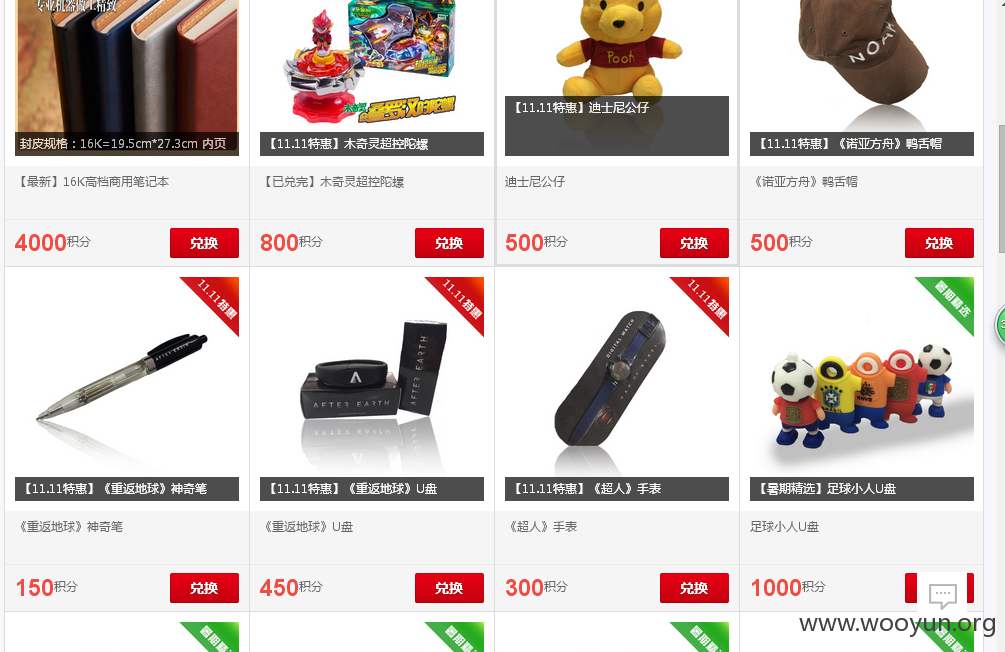 专业机器做工精致
Pooh
NOAH
封皮规格：16K=19.5cm*27.3cm 内页
【11.11特惠】木奇灵超控陀螺
【11.11特惠】迪士尼公仔
【11.11特惠】《诺亚方舟》鸭舌帽
【最新】16K高档商用笔记本
【已兑完】木奇灵超控陀螺
迪士尼公仔
《诺亚方舟》鸭舌帽
4000积分 兑换
800积分 兑换
500积分 兑换
500积分 兑换
11.11特惠
11.11特惠
11.11特惠
暑期精选
AFTER EARTH
AFTER EARTH
DIGITAL WATCH
【11.11特惠】《重返地球》神奇笔
【11.11特惠】《重返地球》U盘
【11.11特惠】《超人》手表
【暑期精选】足球小人U盘
《重返地球》神奇笔
《重返地球》U盘
《超人》手表
足球小人U盘
150积分 兑换
450积分 兑换
300积分 兑换
1000积分
www.wooyun.org
暑期精
暑期精
暑期精